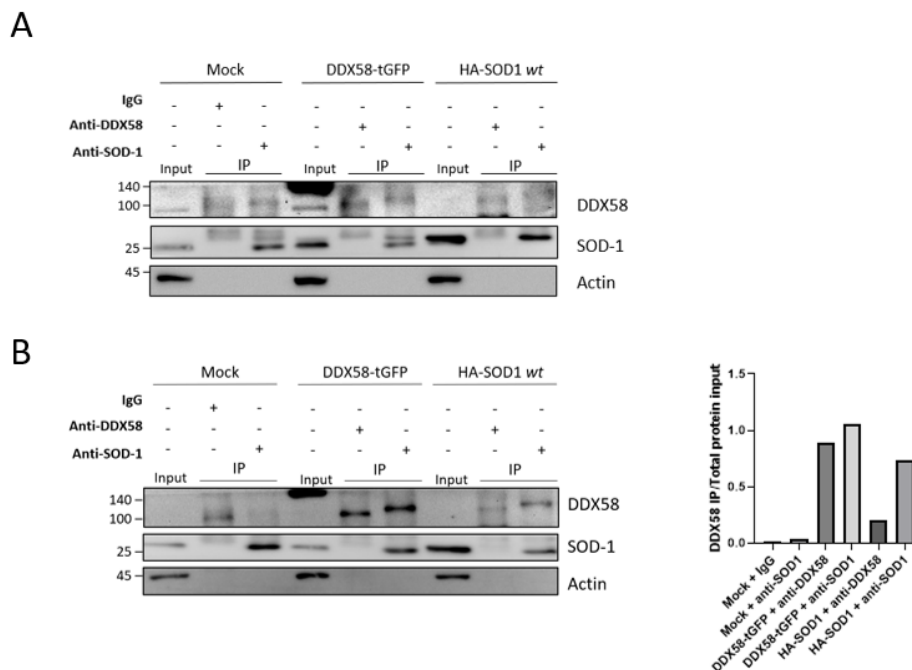 A
Mock DDX58-tGFP HA-SOD1 wt
IgG - + - - - - - - -
Anti-DDX58 - - - - + - - + -
Anti-SOD-1 - - + - - + - - +
Input IP Input IP Input IP
140
100
DDX58
25
SOD-1
45
Actin
B
Mock DDX58-tGFP HA-SOD1 wt
IgG - + - - - - - - -
Anti-DDX58 - - - - + - - + -
Anti-SOD-1 - - + - - + - - +
Input IP Input IP Input IP
140
100
DDX58
25
SOD-1
45
Actin
DDX58 IP/Total protein input
1.5
1.0
0.5
0.0
Mock + IgG
Mock + anti-SOD1
DDX58-tGFP + anti-DDX58
DDX58-tGFP + anti-SOD1
HA-SOD1 + anti-DDX58
HA-SOD1 + anti-SOD1